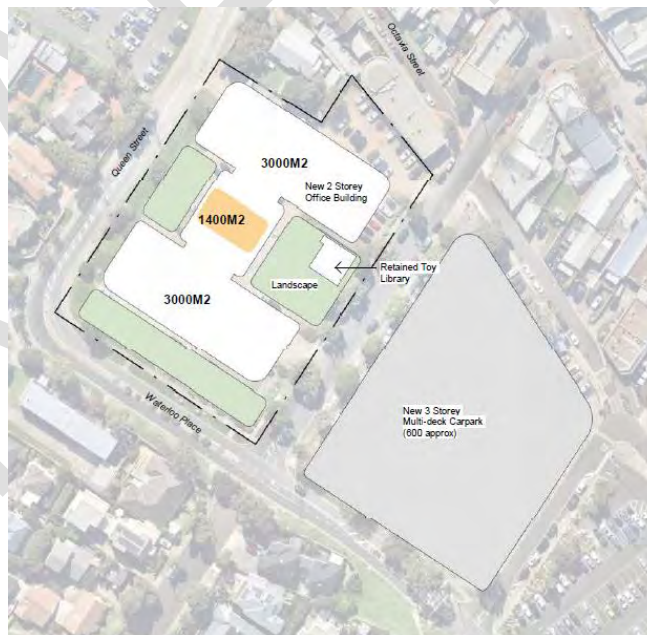 Octavia Street
Queen Street
3000M2
New 2 Storey
Office Building
1400M2
Retained Toy
Library
Landscape
3000M2
Waterloo Place
New 3 Storey
Multi-deck Carpark
(600 approx)